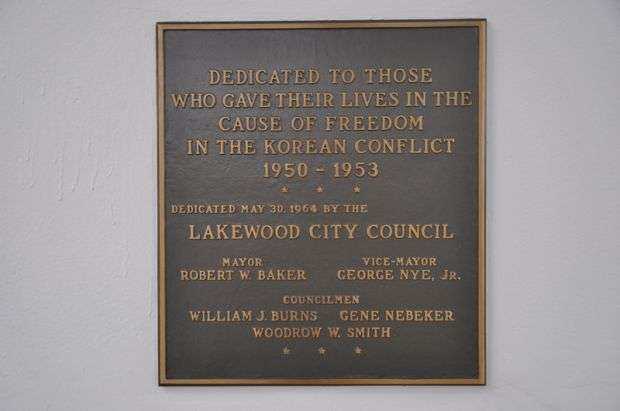 DEDICATED TO THOSE
WHO GAVE THEIR LIVES IN THE
CAUSE OF FREEDOM
IN THE KOREAN CONFLICT
1950 - 1953
* * *
DEDICATED MAY 30, 1964 BY THE
LAKEWOOD CITY COUNCIL
MAYOR VICE-MAYOR
ROBERT W. BAKER GEORGE NYE, JR.
COUNCILMEN
WILLIAM J. BURNS GENE NEBEKER
WOODROW W. SMITH
* * *